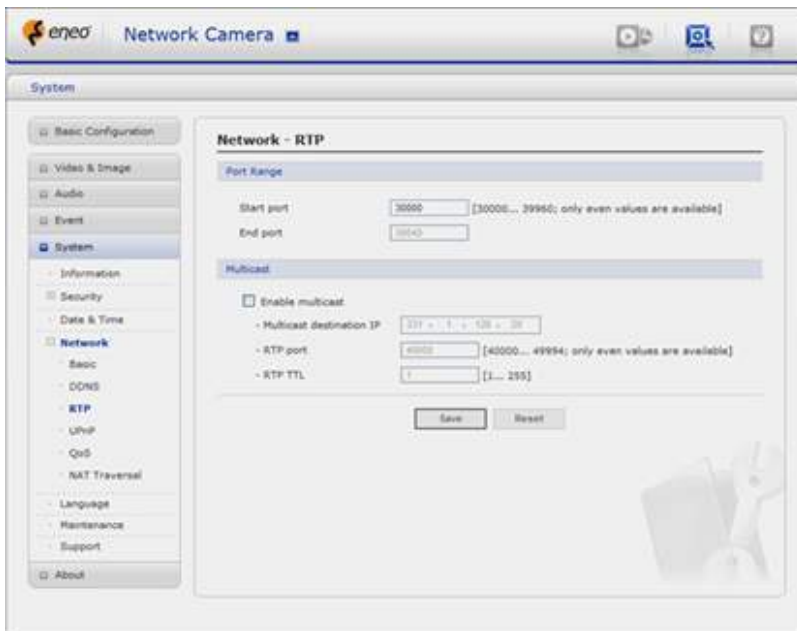 eneo Network Camera
System
Basic Configuration
Video & Image
Audio
Event
System
Information
Security
Date & Time
Network
Basic
DDNS
RTP
UPnP
QoS
NAT Traversal
Language
Maintenance
Support
About
Network - RTP
Port Range
Start port 30000 [30000... 39960; only even values are available]
End port
Multicast
Enable multicast
- Multicast destination IP
- RTP port [40000... 49994; only even values are available]
- RTP TTL 1 [1... 255]
Save Reset